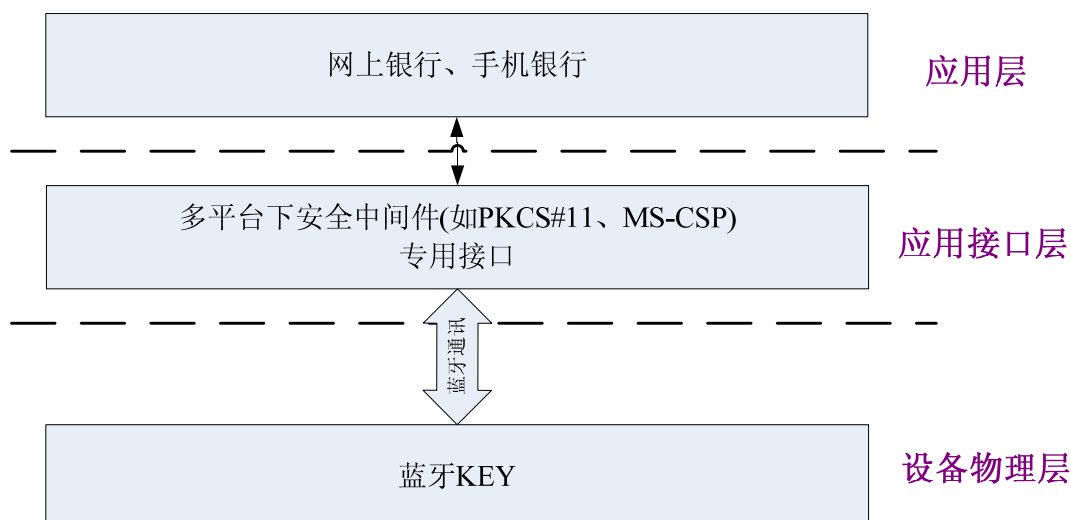 网上银行、手机银行
应用层
多平台下安全中间件(如PKCS#11、MS-CSP)
专用接口
应用接口层
蓝牙通讯
蓝牙KEY
设备物理层